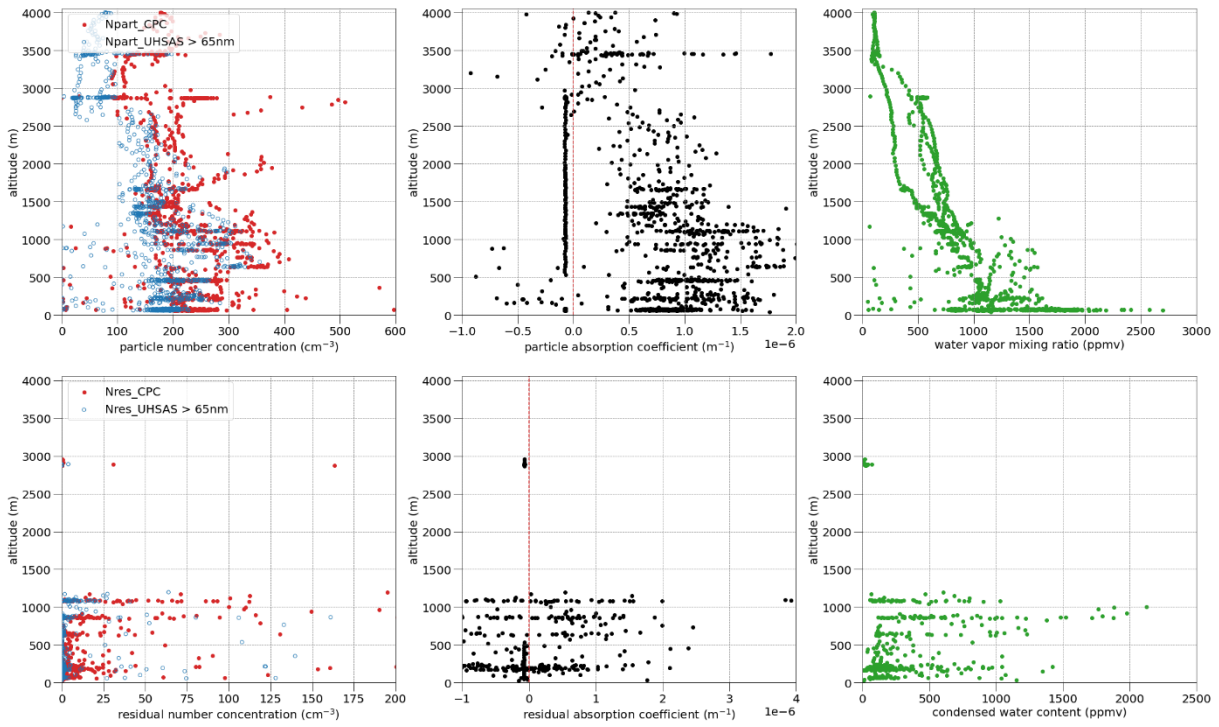 4000
3500
3000
2500
2000
1500
1000
500
0
altitude (m)
Npart_CPC
Npart_UHSAS > 65nm
0 100 200 300 400 500 600
particle number concentration (cm⁻³)
4000
3500
3000
2500
2000
1500
1000
500
0
altitude (m)
−1.0 −0.5 0.0 0.5 1.0 1.5 2.0
particle absorption coefficient (m⁻¹)
1e−6
4000
3500
3000
2500
2000
1500
1000
500
0
altitude (m)
0 500 1000 1500 2000 2500 3000
water vapor mixing ratio (ppmv)
4000
3500
3000
2500
2000
1500
1000
500
0
altitude (m)
Nres_CPC
Nres_UHSAS > 65nm
0 25 50 75 100 125 150 175 200
residual number concentration (cm⁻³)
4000
3500
3000
2500
2000
1500
1000
500
0
altitude (m)
−1 0 1 2 3 4
residual absorption coefficient (m⁻¹)
1e−6
4000
3500
3000
2500
2000
1500
1000
500
0
altitude (m)
0 500 1000 1500 2000 2500
condensed water content (ppmv)